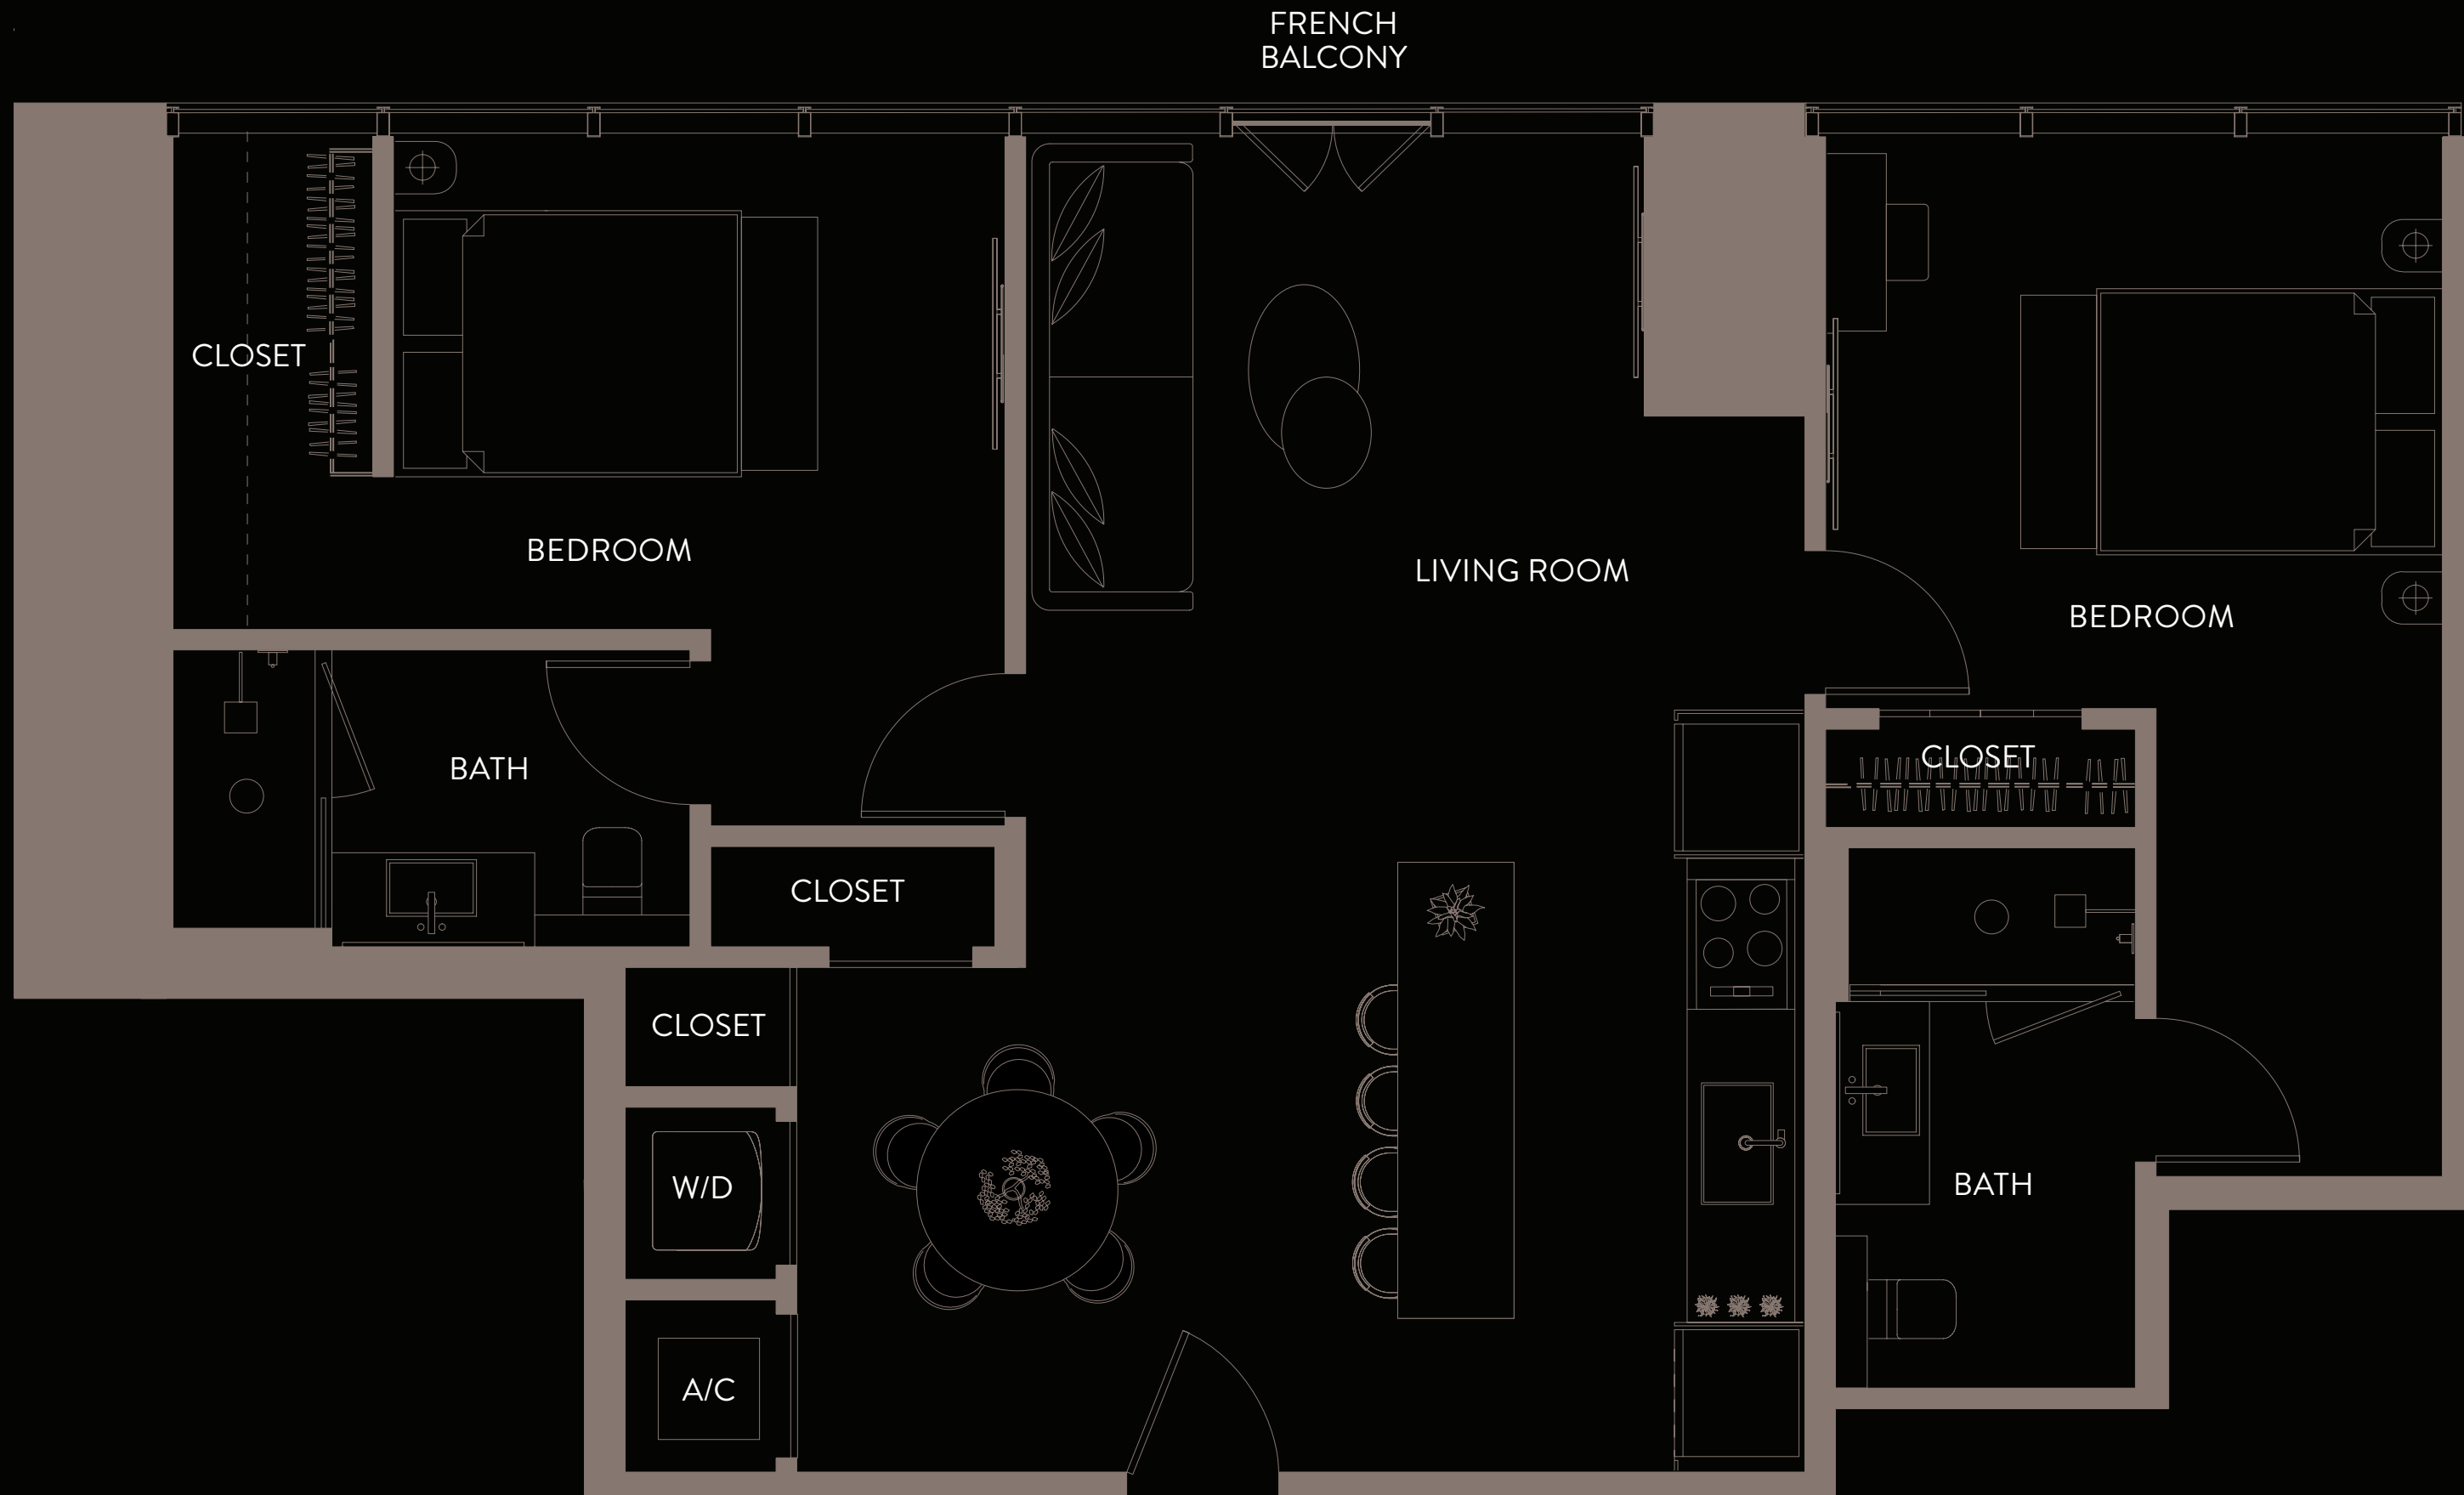 FRENCH
BALCONY
CLOSET
BEDROOM
LIVING ROOM
BEDROOM
BATH
CLOSET
CLOSET
CLOSET
W/D
BATH
A/C